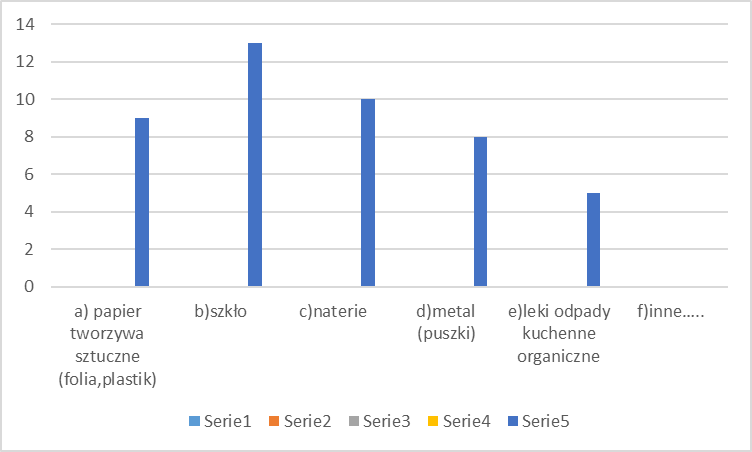 14
12
10
8
6
4
2
0
a) papier
tworzywa
sztuczne
(folia,plastik)
b)szkło
c)naterie
d)metal
(puszki)
e)leki odpady
kuchenne
organiczne
f)inne…..
Serie1 Serie2 Serie3 Serie4 Serie5